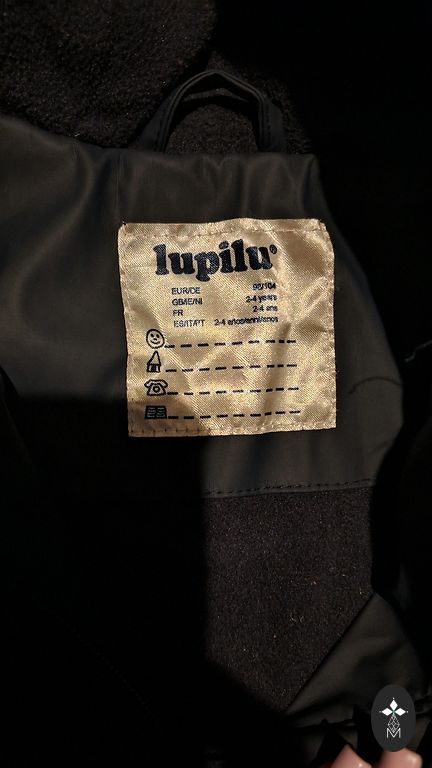 lupilu®
EUR/DE 98/104
GB/IE/NI 2-4 years
FR 2-4 ans
ES/IT/PT 2-4 años/anni/anos
M